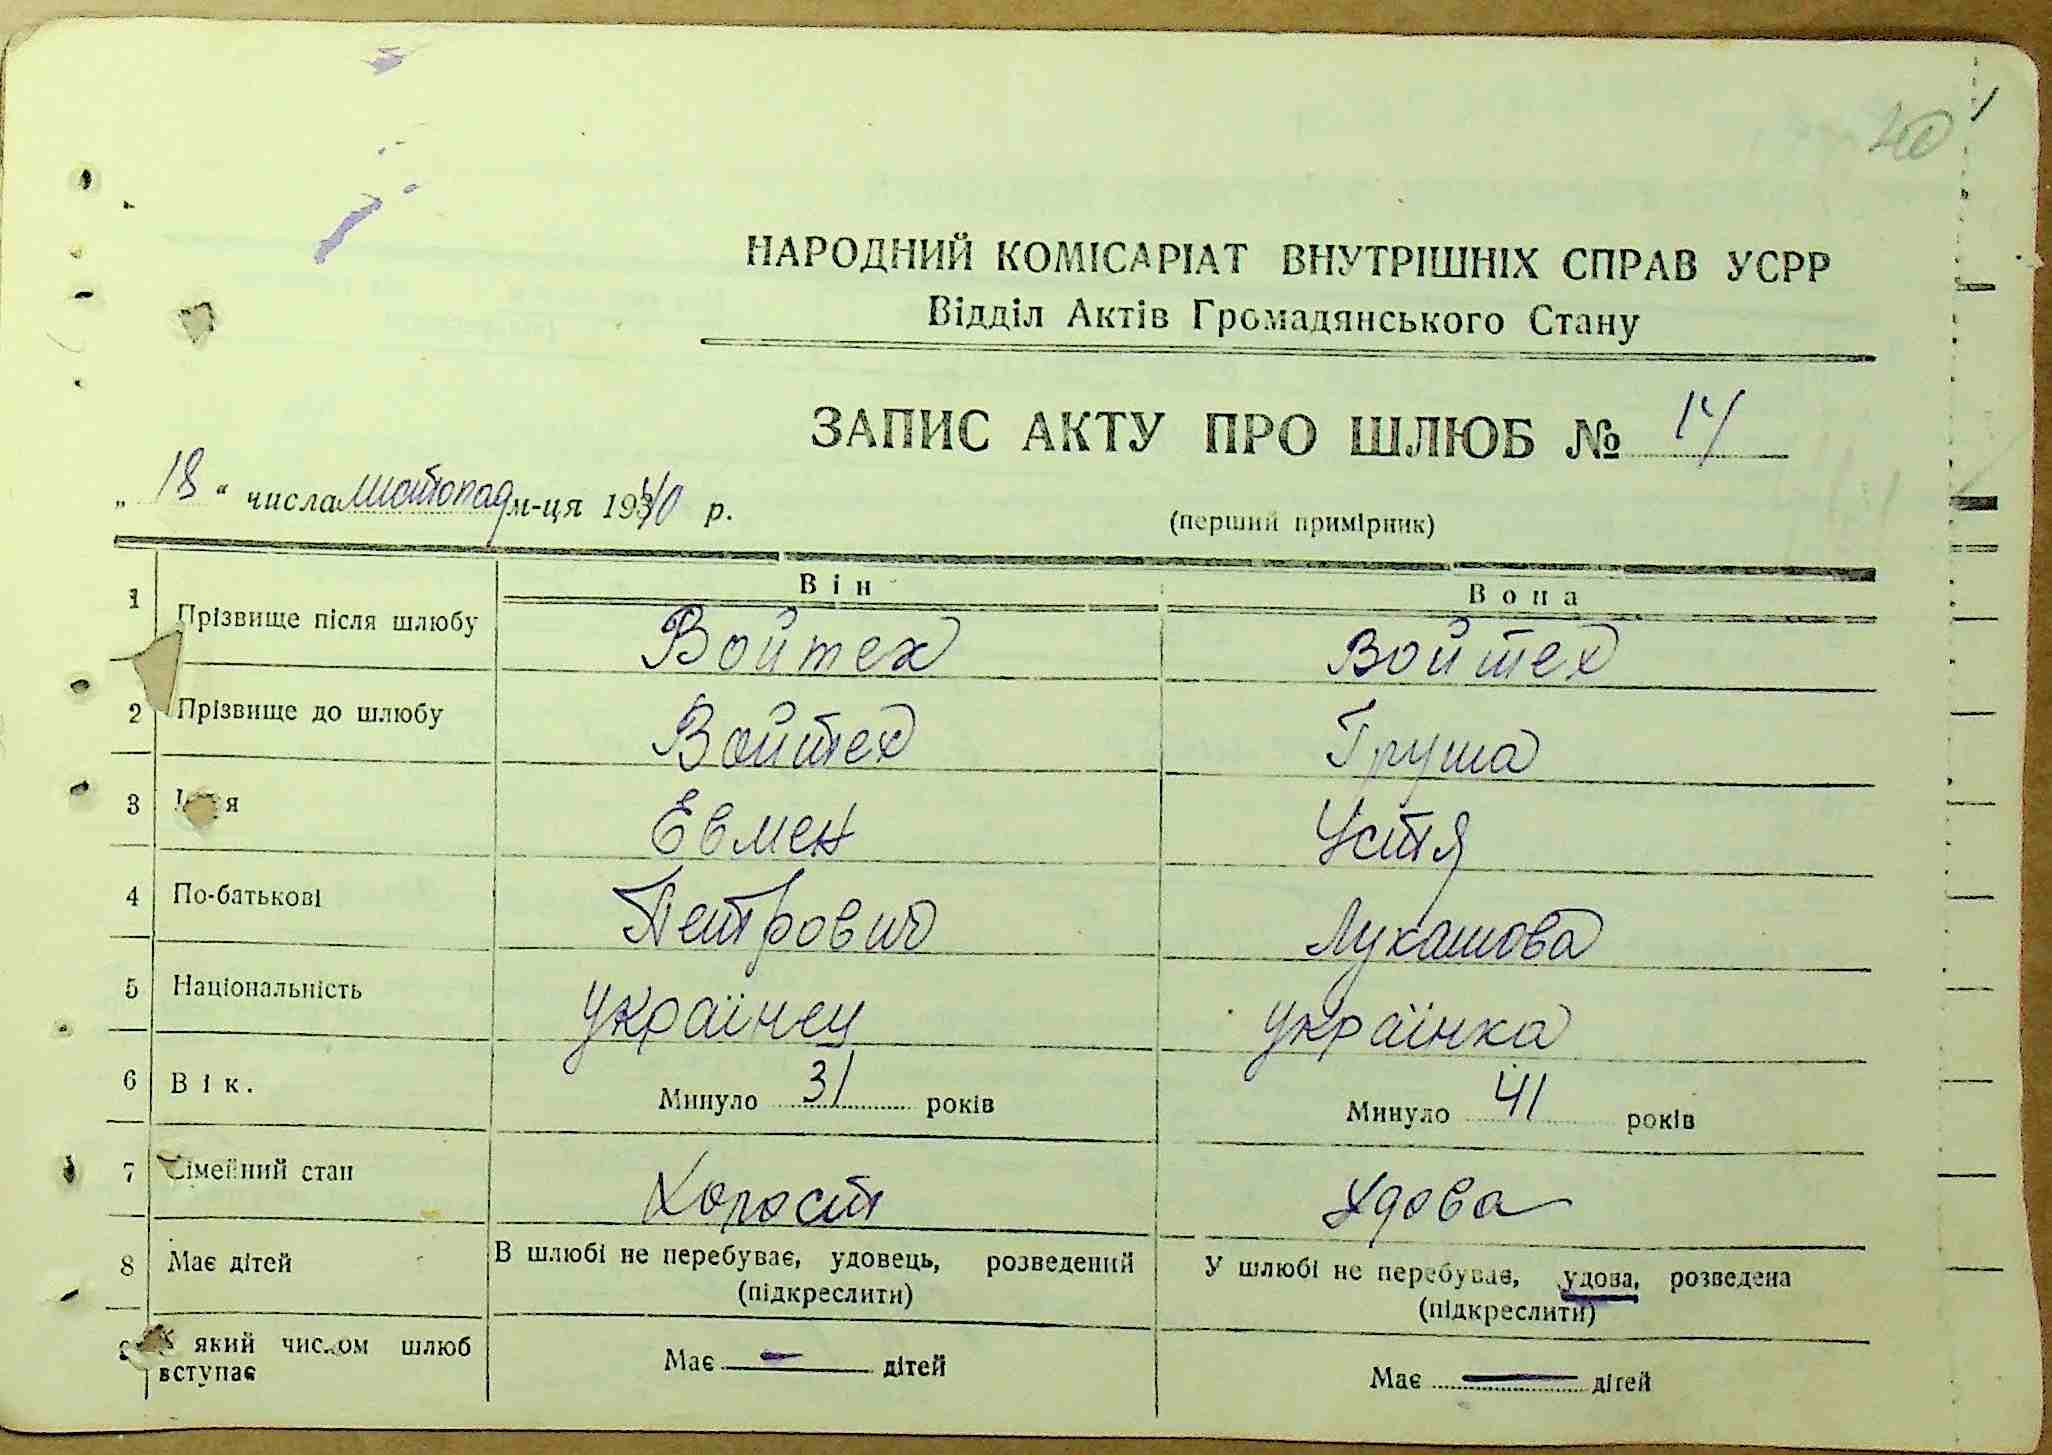 40
НАРОДНИЙ КОМІСАРІАТ ВНУТРІШНІХ СПРАВ УСРР
Відділ Актів Громадянського Стану
ЗАПИС АКТУ ПРО ШЛЮБ № 14
„ 18 “ числа листопад м-ця 1940 р.
(перший примірник)
Він Вона
1 Прізвище після шлюбу Войтех Войтех
2 Прізвище до шлюбу Войтех Груша
3 Евмен Устя
4 По-батькові Петрович Лукашова
5 Національність українец українка
6 Вік. Минуло 31 років Минуло 41 років
7 Сімейний стан Холост Удова
8 Має дітей В шлюбі не перебуває, удовець, розведений У шлюбі не перебуває, удова, розведена
(підкреслити) (підкреслити)
9 який числом шлюб вступає Має — дітей Має — дітей